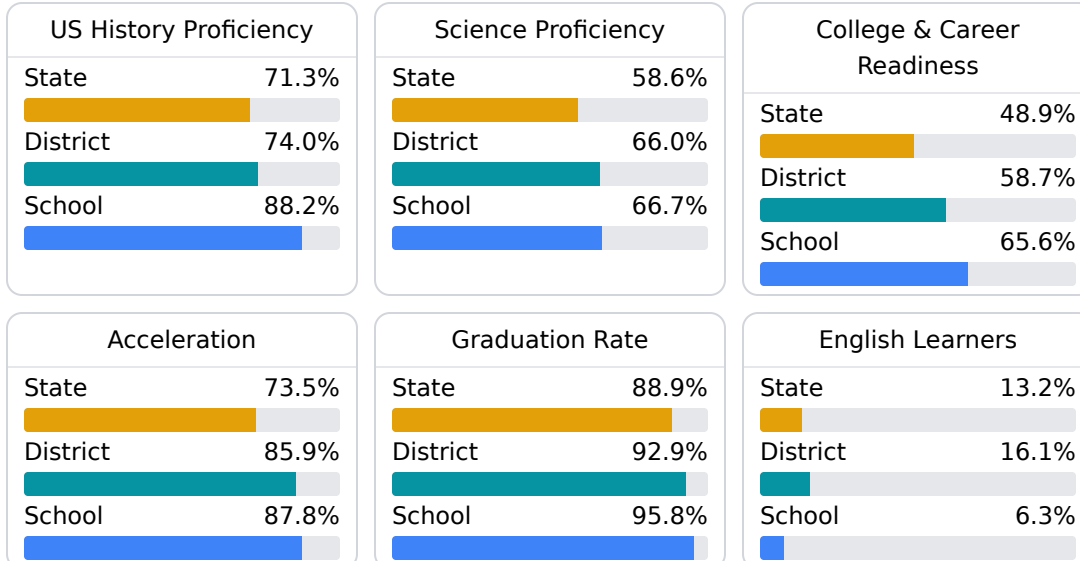 US History Proficiency
State 71.3%
District 74.0%
School 88.2%
Science Proficiency
State 58.6%
District 66.0%
School 66.7%
College & Career
Readiness
State 48.9%
District 58.7%
School 65.6%
Acceleration
State 73.5%
District 85.9%
School 87.8%
Graduation Rate
State 88.9%
District 92.9%
School 95.8%
English Learners
State 13.2%
District 16.1%
School 6.3%